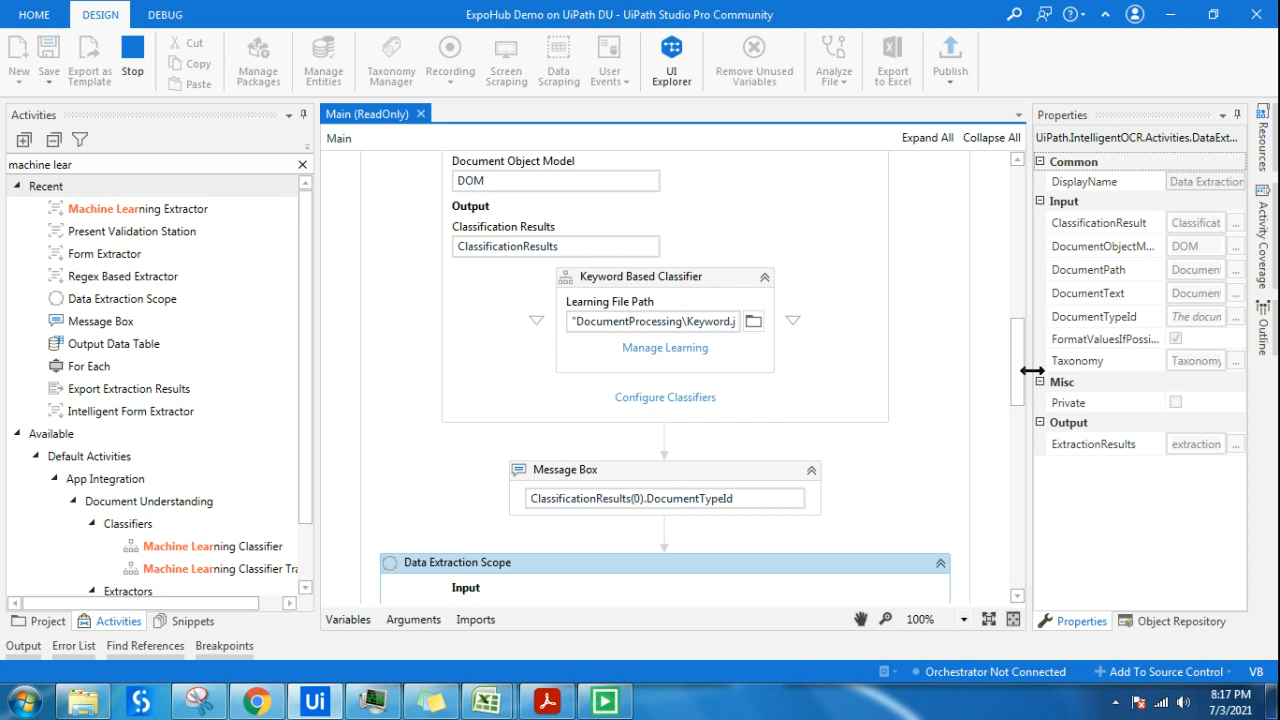 HOME DESIGN DEBUG ExpoHub Demo on UiPath DU - UiPath Studio Pro Community
New Save Export as Template Stop Cut Copy Paste Manage Packages Manage Entities Taxonomy Manager Recording Screen Scraping Data Scraping User Events UI Explorer Remove Unused Variables Analyze File Export to Excel Publish
Activities
machine lear
Recent
Machine Learning Extractor
Present Validation Station
Form Extractor
Regex Based Extractor
Data Extraction Scope
Message Box
Output Data Table
For Each
Export Extraction Results
Intelligent Form Extractor
Available
Default Activities
App Integration
Document Understanding
Classifiers
Machine Learning Classifier
Machine Learning Classifier Tra
Extractors
Project Activities Snippets
Main (ReadOnly)
Main Expand All Collapse All
Document Object Model
DOM
Output
Classification Results
ClassificationResults
Keyword Based Classifier
Learning File Path
"DocumentProcessing\Keyword.j
Manage Learning
Configure Classifiers
Message Box
ClassificationResults(0).DocumentTypeId
Data Extraction Scope
Input
Variables Arguments Imports 100%
Properties
UiPath.IntelligentOCR.Activities.DataExt...
Common
DisplayName Data Extraction
Input
ClassificationResult Classificat ...
DocumentObjectM... DOM ...
DocumentPath Document ...
DocumentText Document ...
DocumentTypeId The docun ...
FormatValuesIfPossi...
Taxonomy Taxonomy ...
Misc
Private
Output
ExtractionResults extraction ...
Properties Object Repository
Resources
Activity Coverage
Outline
Output Error List Find References Breakpoints
Orchestrator Not Connected Add To Source Control VB
S Ui
8:17 PM
7/3/2021